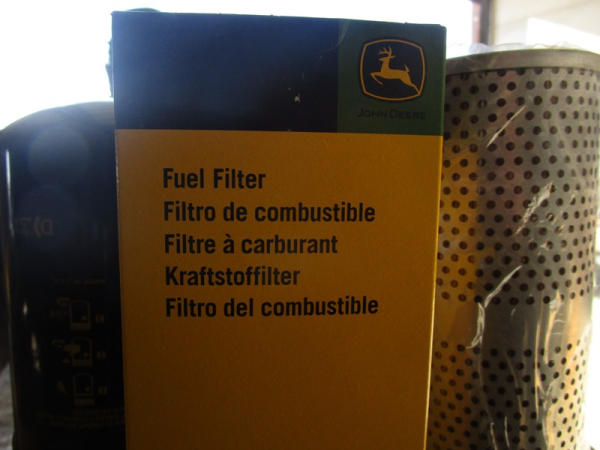 JOHN DEERE
Fuel Filter
Filtro de combustible
Filtre à carburant
Kraftstoffilter
Filtro del combustible